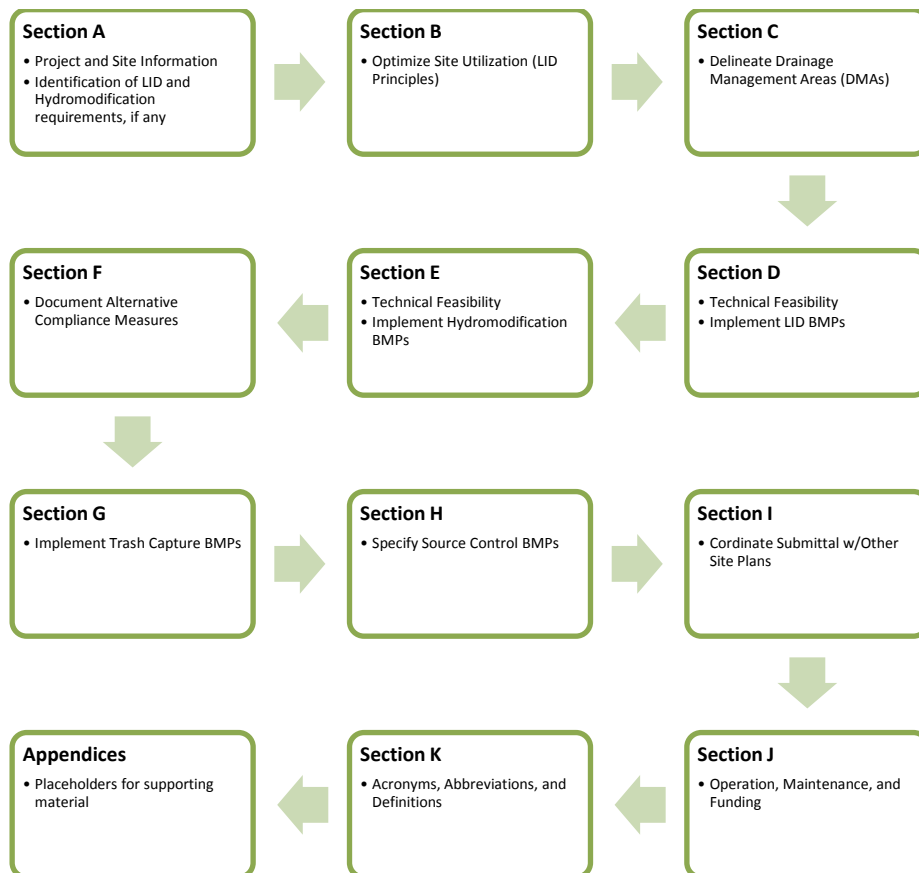 Section A
• Project and Site Information
• Identification of LID and
Hydromodification
requirements, if any
Section B
• Optimize Site Utilization (LID
Principles)
Section C
• Delineate Drainage
Management Areas (DMAs)
Section F
• Document Alternative
Compliance Measures
Section E
• Technical Feasibility
• Implement Hydromodification
BMPs
Section D
• Technical Feasibility
• Implement LID BMPs
Section G
• Implement Trash Capture BMPs
Section H
• Specify Source Control BMPs
Section I
• Cordinate Submittal w/Other
Site Plans
Appendices
• Placeholders for supporting
material
Section K
• Acronyms, Abbreviations, and
Definitions
Section J
• Operation, Maintenance, and
Funding